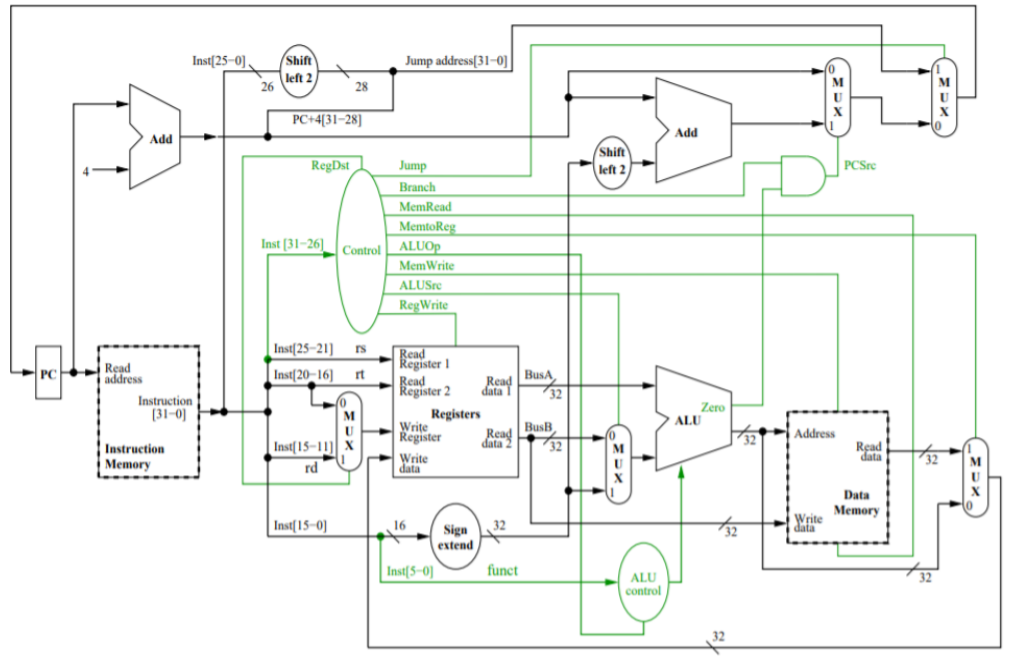 Inst[25−0]
26
Shift
left 2
28
Jump address[31−0]
PC+4[31−28]
Add
4
0
M
U
X
1
1
M
U
X
0
Add
Shift
left 2
PCSrc
RegDst
Jump
Branch
MemRead
MemtoReg
ALUOp
MemWrite
ALUSrc
RegWrite
Inst [31−26]
Control
PC
Read
address
Instruction
[31−0]
Instruction
Memory
Inst[25−21] rs
Inst[20−16] rt
0
M
U
X
1
Inst[15−11]
rd
Read
Register 1
Read
Register 2
Registers
Write
Register
Write
data
Read
data 1
Read
data 2
BusA
32
BusB
32
0
M
U
X
1
ALU
Zero
32
Address
Read
data
Data
Memory
Write
data
32
32
1
M
U
X
0
32
Inst[15−0]
16
Sign
extend
32
Inst[5−0]
funct
ALU
control
32